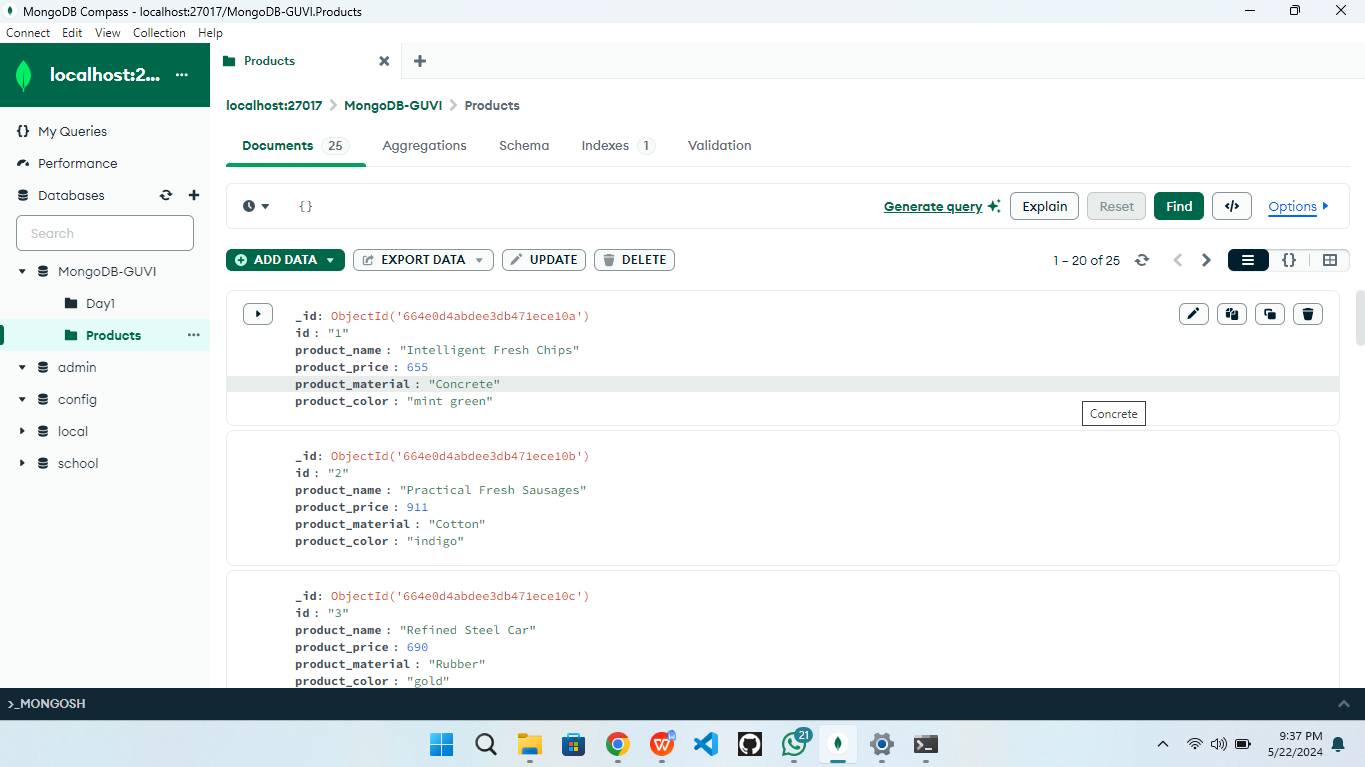 MongoDB Compass - localhost:27017/MongoDB-GUVI.Products
Connect Edit View Collection Help
localhost:2... ...
Products
localhost:27017 > MongoDB-GUVI > Products
{} My Queries
Performance
Databases
Search
MongoDB-GUVI
Day1
Products ...
admin
config
local
school
Documents 25 Aggregations Schema Indexes 1 Validation
{} Generate query Explain Reset Find </> Options
ADD DATA EXPORT DATA UPDATE DELETE 1 – 20 of 25 {}
_id: ObjectId('664e0d4abdee3db471ece10a')
id : "1"
product_name : "Intelligent Fresh Chips"
product_price : 655
product_material : "Concrete"
product_color : "mint green"
Concrete
_id: ObjectId('664e0d4abdee3db471ece10b')
id : "2"
product_name : "Practical Fresh Sausages"
product_price : 911
product_material : "Cotton"
product_color : "indigo"
_id: ObjectId('664e0d4abdee3db471ece10c')
id : "3"
product_name : "Refined Steel Car"
product_price : 690
product_material : "Rubber"
product_color : "gold"
>_MONGOSH
21
9:37 PM
5/22/2024